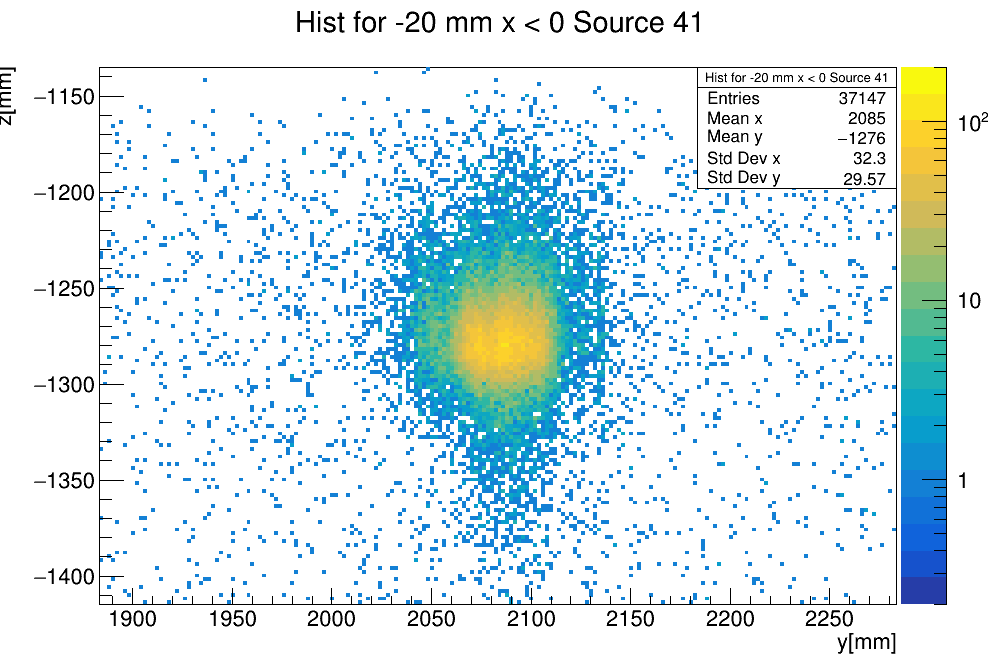 Hist for -20 mm x < 0 Source 41
z[mm]
−1150
−1200
−1250
−1300
−1350
−1400
1900 1950 2000 2050 2100 2150 2200 2250
y[mm]
Hist for -20 mm x < 0 Source 41
Entries 37147
Mean x 2085
Mean y −1276
Std Dev x 32.3
Std Dev y 29.57
10²
10
1